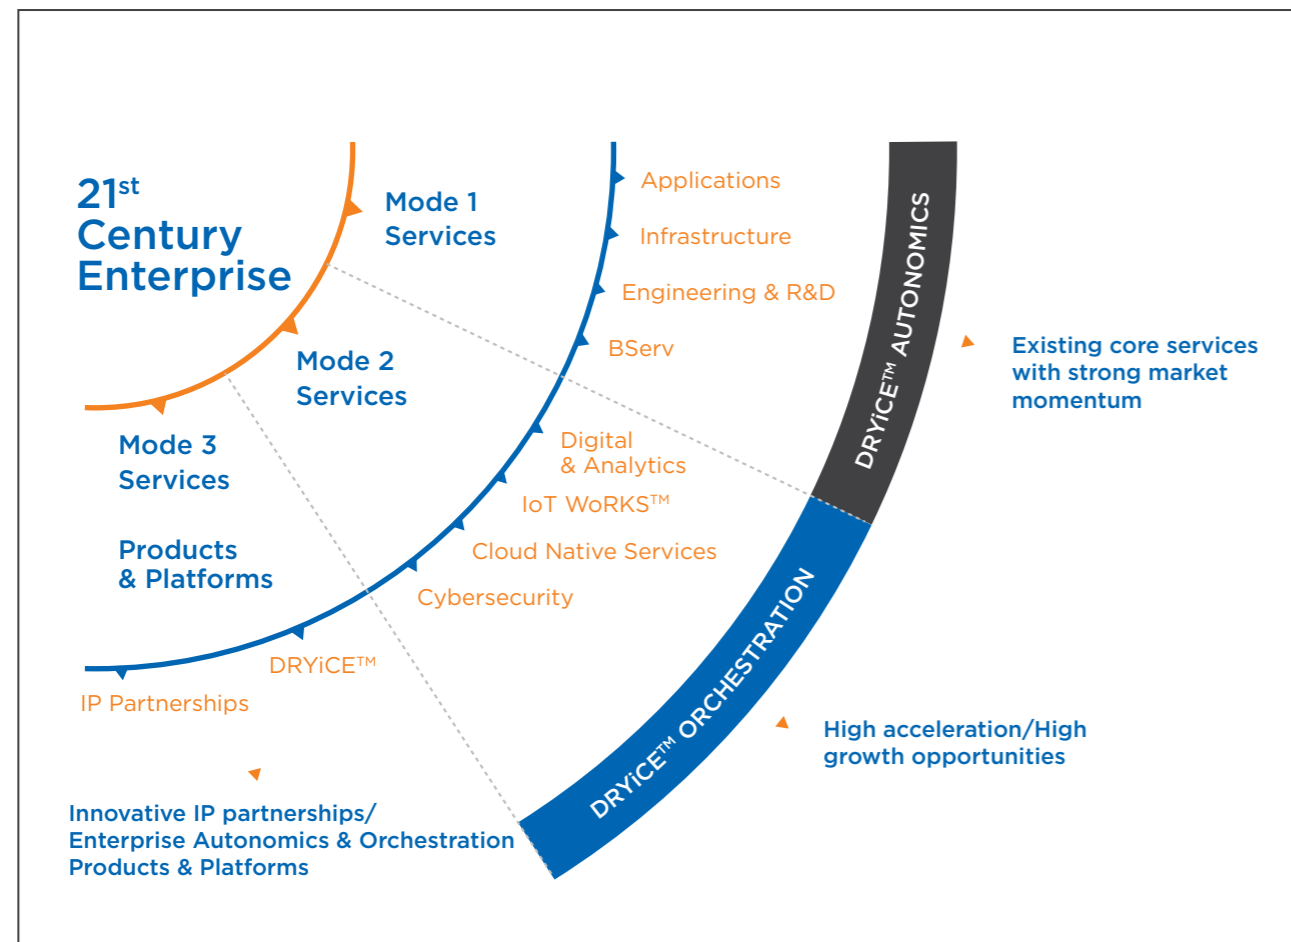 21st
Century
Enterprise
Mode 1
Services
Applications
Infrastructure
Engineering & R&D
BServ
DRYiCE™ AUTONOMICS
Existing core services
with strong market
momentum
Mode 2
Services
Digital
& Analytics
IoT WoRKS™
Cloud Native Services
Cybersecurity
DRYiCE™ ORCHESTRATION
High acceleration/High
growth opportunities
Mode 3
Services
Products
& Platforms
DRYiCE™
IP Partnerships
Innovative IP partnerships/
Enterprise Autonomics & Orchestration
Products & Platforms